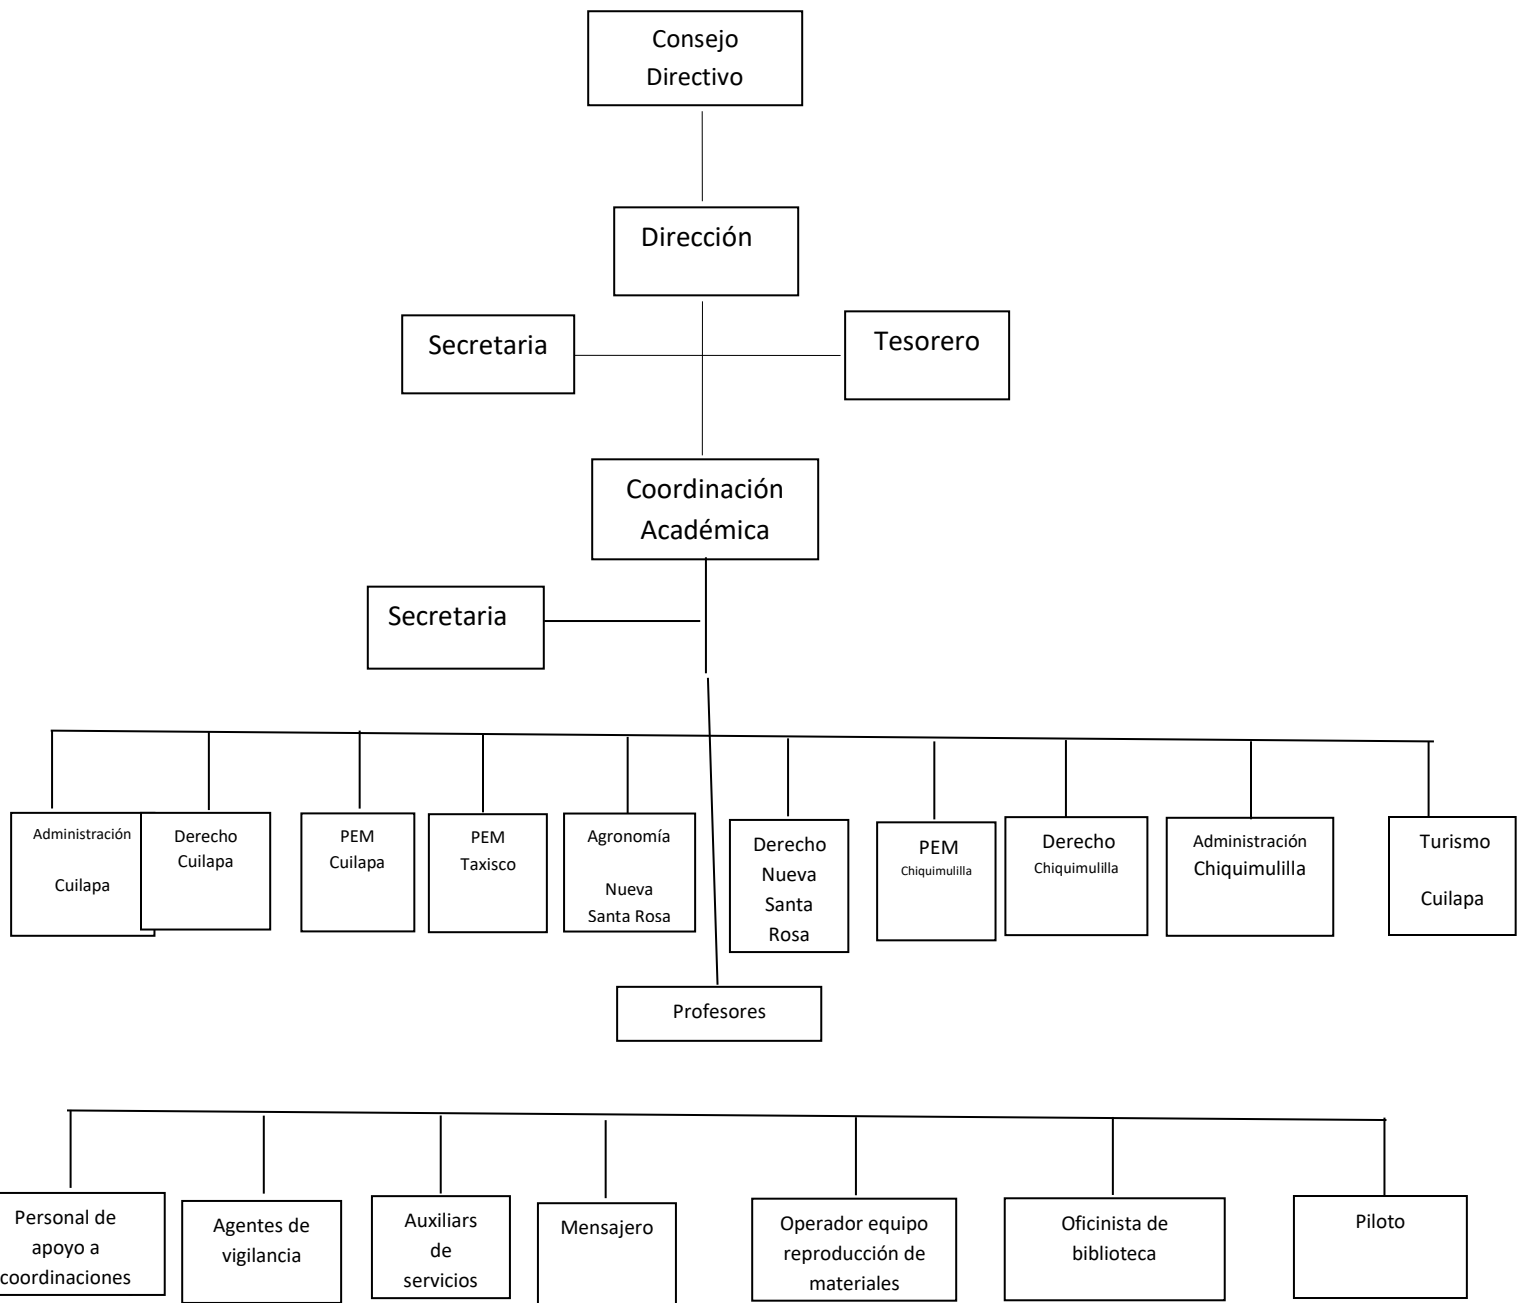 Consejo
Directivo
Dirección
Secretaria
Tesorero
Coordinación
Académica
Secretaria
Administración
Cuilapa
Derecho
Cuilapa
PEM
Cuilapa
PEM
Taxisco
Agronomía
Nueva
Santa Rosa
Derecho
Nueva
Santa
Rosa
PEM
Chiquimulilla
Derecho
Chiquimulilla
Administración
Chiquimulilla
Turismo
Cuilapa
Profesores
Personal de
apoyo a
coordinaciones
Agentes de
vigilancia
Auxiliars
de
servicios
Mensajero
Operador equipo
reproducción de
materiales
Oficinista de
biblioteca
Piloto